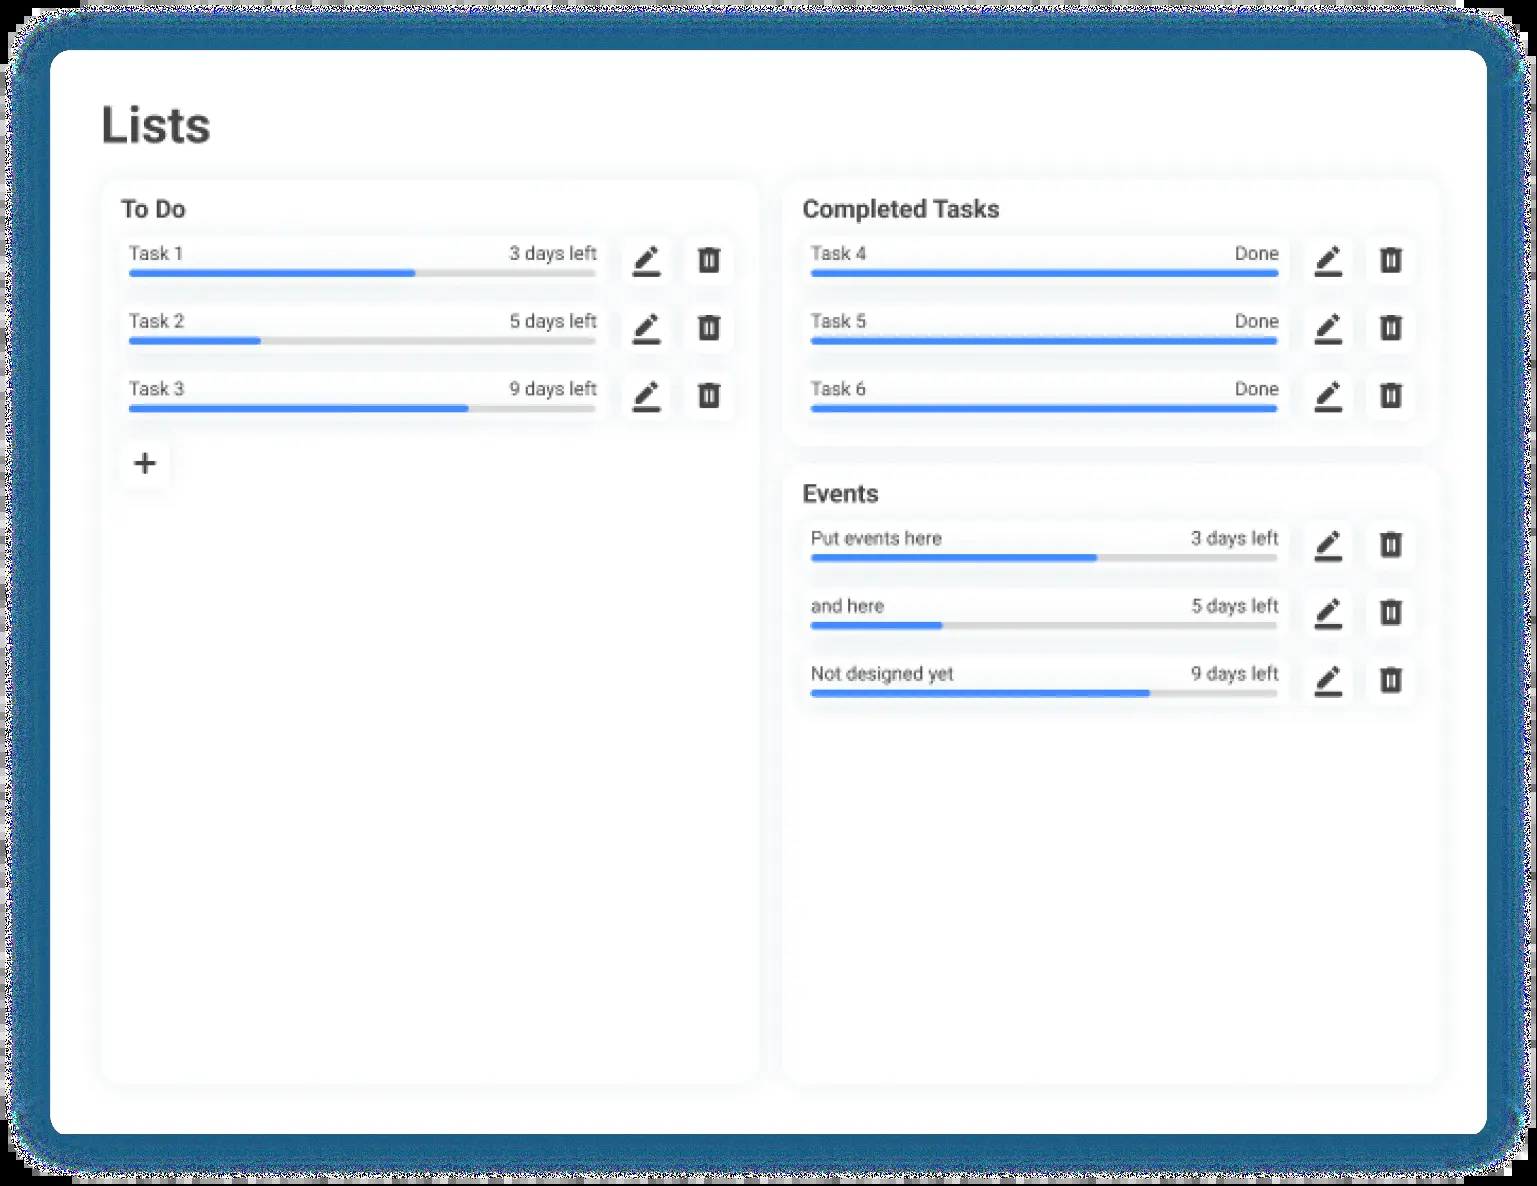 Lists
To Do
Task 1 3 days left
Task 2 5 days left
Task 3 9 days left
+
Completed Tasks
Task 4 Done
Task 5 Done
Task 6 Done
Events
Put events here 3 days left
and here 5 days left
Not designed yet 9 days left